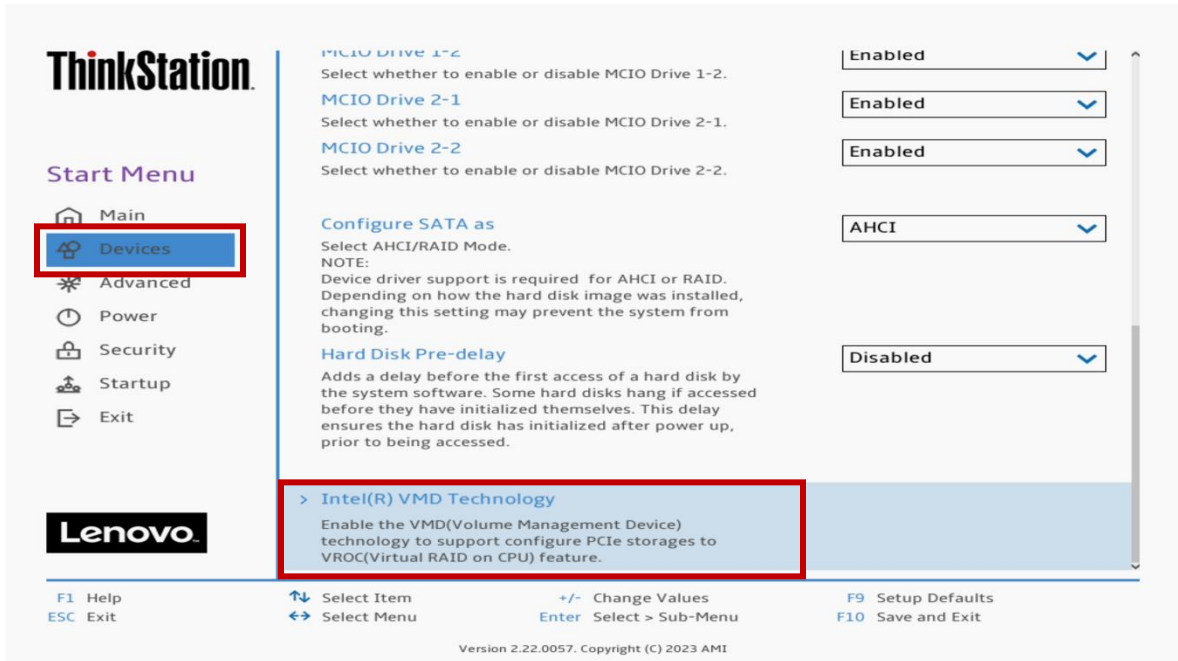 ThinkStation
MCIO Drive 1-2
Enabled
Select whether to enable or disable MCIO Drive 1-2.
MCIO Drive 2-1
Enabled
Select whether to enable or disable MCIO Drive 2-1.
MCIO Drive 2-2
Enabled
Select whether to enable or disable MCIO Drive 2-2.
Start Menu
Main
Devices
Advanced
Power
Security
Startup
Exit
Configure SATA as
AHCI
Select AHCI/RAID Mode.
NOTE:
Device driver support is required for AHCI or RAID.
Depending on how the hard disk image was installed,
changing this setting may prevent the system from
booting.
Hard Disk Pre-delay
Disabled
Adds a delay before the first access of a hard disk by
the system software. Some hard disks hang if accessed
before they have initialized themselves. This delay
ensures the hard disk has initialized after power up,
prior to being accessed.
> Intel(R) VMD Technology
Enable the VMD(Volume Management Device)
technology to support configure PCIe storages to
VROC(Virtual RAID on CPU) feature.
Lenovo
F1 Help
↑↓ Select Item
+/- Change Values
F9 Setup Defaults
ESC Exit
↔ Select Menu
Enter Select > Sub-Menu
F10 Save and Exit
Version 2.22.0057. Copyright (C) 2023 AMI